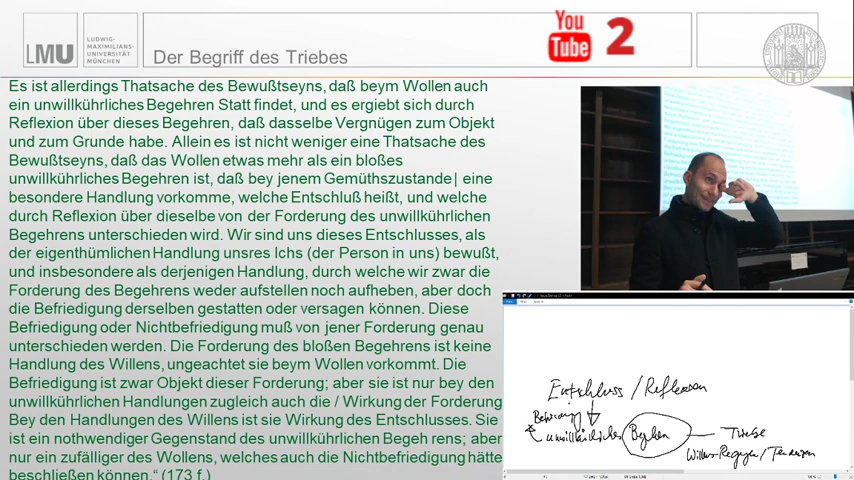 LMU
LUDWIG-
MAXIMILIANS-
UNIVERSITÄT
MÜNCHEN
Der Begriff des Triebes
You
Tube
2
Es ist allerdings Thatsache des Bewußtseyns, daß beym Wollen auch
ein unwillkührliches Begehren Statt findet, und es ergiebt sich durch
Reflexion über dieses Begehren, daß dasselbe Vergnügen zum Objekt
und zum Grunde habe. Allein es ist nicht weniger eine Thatsache des
Bewußtseyns, daß das Wollen etwas mehr als ein bloßes
unwillkührliches Begehren ist, daß bey jenem Gemüthszustande| eine
besondere Handlung vorkomme, welche Entschluß heißt, und welche
durch Reflexion über dieselbe von der Forderung des unwillkührlichen
Begehrens unterschieden wird. Wir sind uns dieses Entschlusses, als
der eigenthümlichen Handlung unsres Ichs (der Person in uns) bewußt,
und insbesondere als derjenigen Handlung, durch welche wir zwar die
Forderung des Begehrens weder aufstellen noch aufheben, aber doch
die Befriedigung derselben gestatten oder versagen können. Diese
Befriedigung oder Nichtbefriedigung muß von jener Forderung genau
unterschieden werden. Die Forderung des bloßen Begehrens ist keine
Handlung des Willens, ungeachtet sie beym Wollen vorkommt. Die
Befriedigung ist zwar Objekt dieser Forderung; aber sie ist nur bey den
unwillkührlichen Handlungen zugleich auch die / Wirkung der Forderung
Bey den Handlungen des Willens ist sie Wirkung des Entschlusses. Sie
ist ein nothwendiger Gegenstand des unwillkührlichen Begeh rens; aber
nur ein zufälliger des Wollens, welches auch die Nichtbefriedigung hätte
beschließen können.“ (173 f.)
Entschluss / Reflexion
unwillkürliches Begehren — Triebe
/ Tendenzen